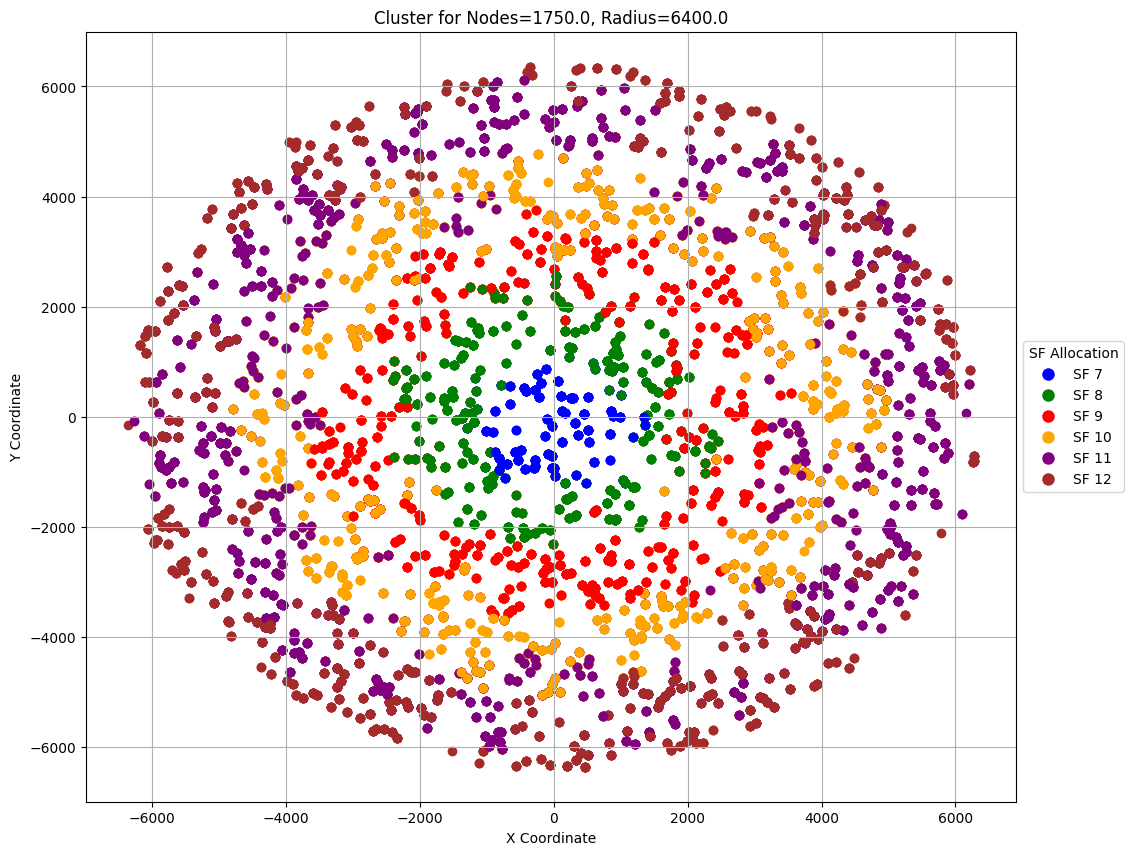 Cluster for Nodes=1750.0, Radius=6400.0
6000
4000
2000
0
−2000
−4000
−6000
Y Coordinate
−6000 −4000 −2000 0 2000 4000 6000
X Coordinate
SF Allocation
SF 7
SF 8
SF 9
SF 10
SF 11
SF 12